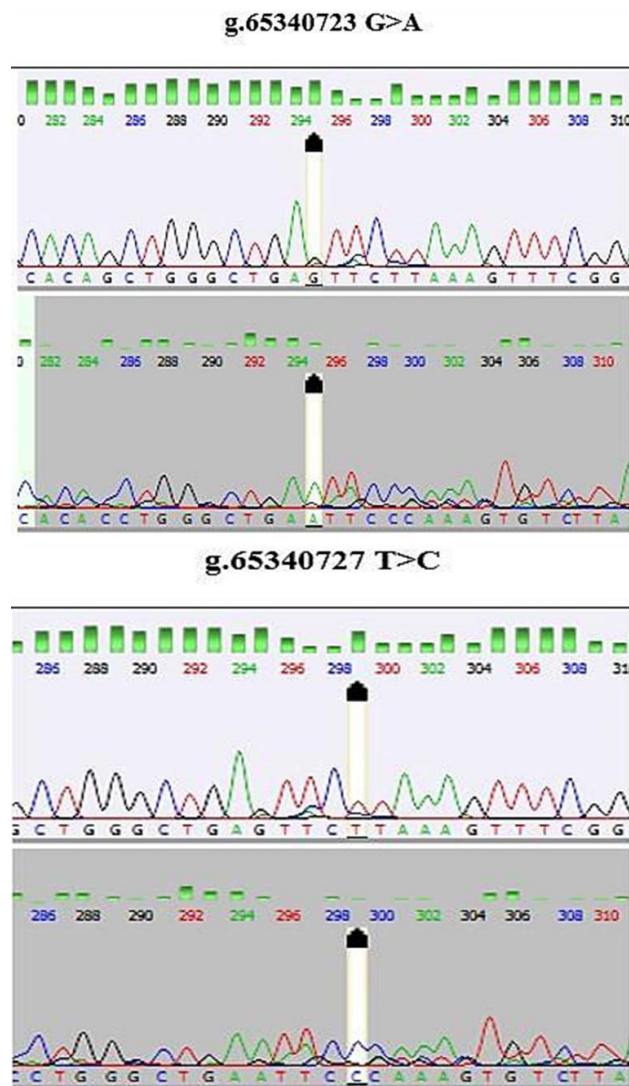 g.65340723 G>A
0 282 284 286 288 290 292 294 296 298 300 302 304 306 308 310
C A C A G C T G G G C T G A G T T C T T A A A G T T T C G G
0 282 284 286 288 290 292 294 296 298 300 302 304 306 308 310
C A C A C C T G G G C T G A A T T C C C A A A G T G T C T T A
g.65340727 T>C
286 288 290 292 294 296 298 300 302 304 306 308 31
G C T G G G C T G A G T T C T T A A A G T T T C G G
286 288 290 292 294 296 298 300 302 304 306 308 310
C C T G G G C T G A A T T C C C A A A G T G T C T T A